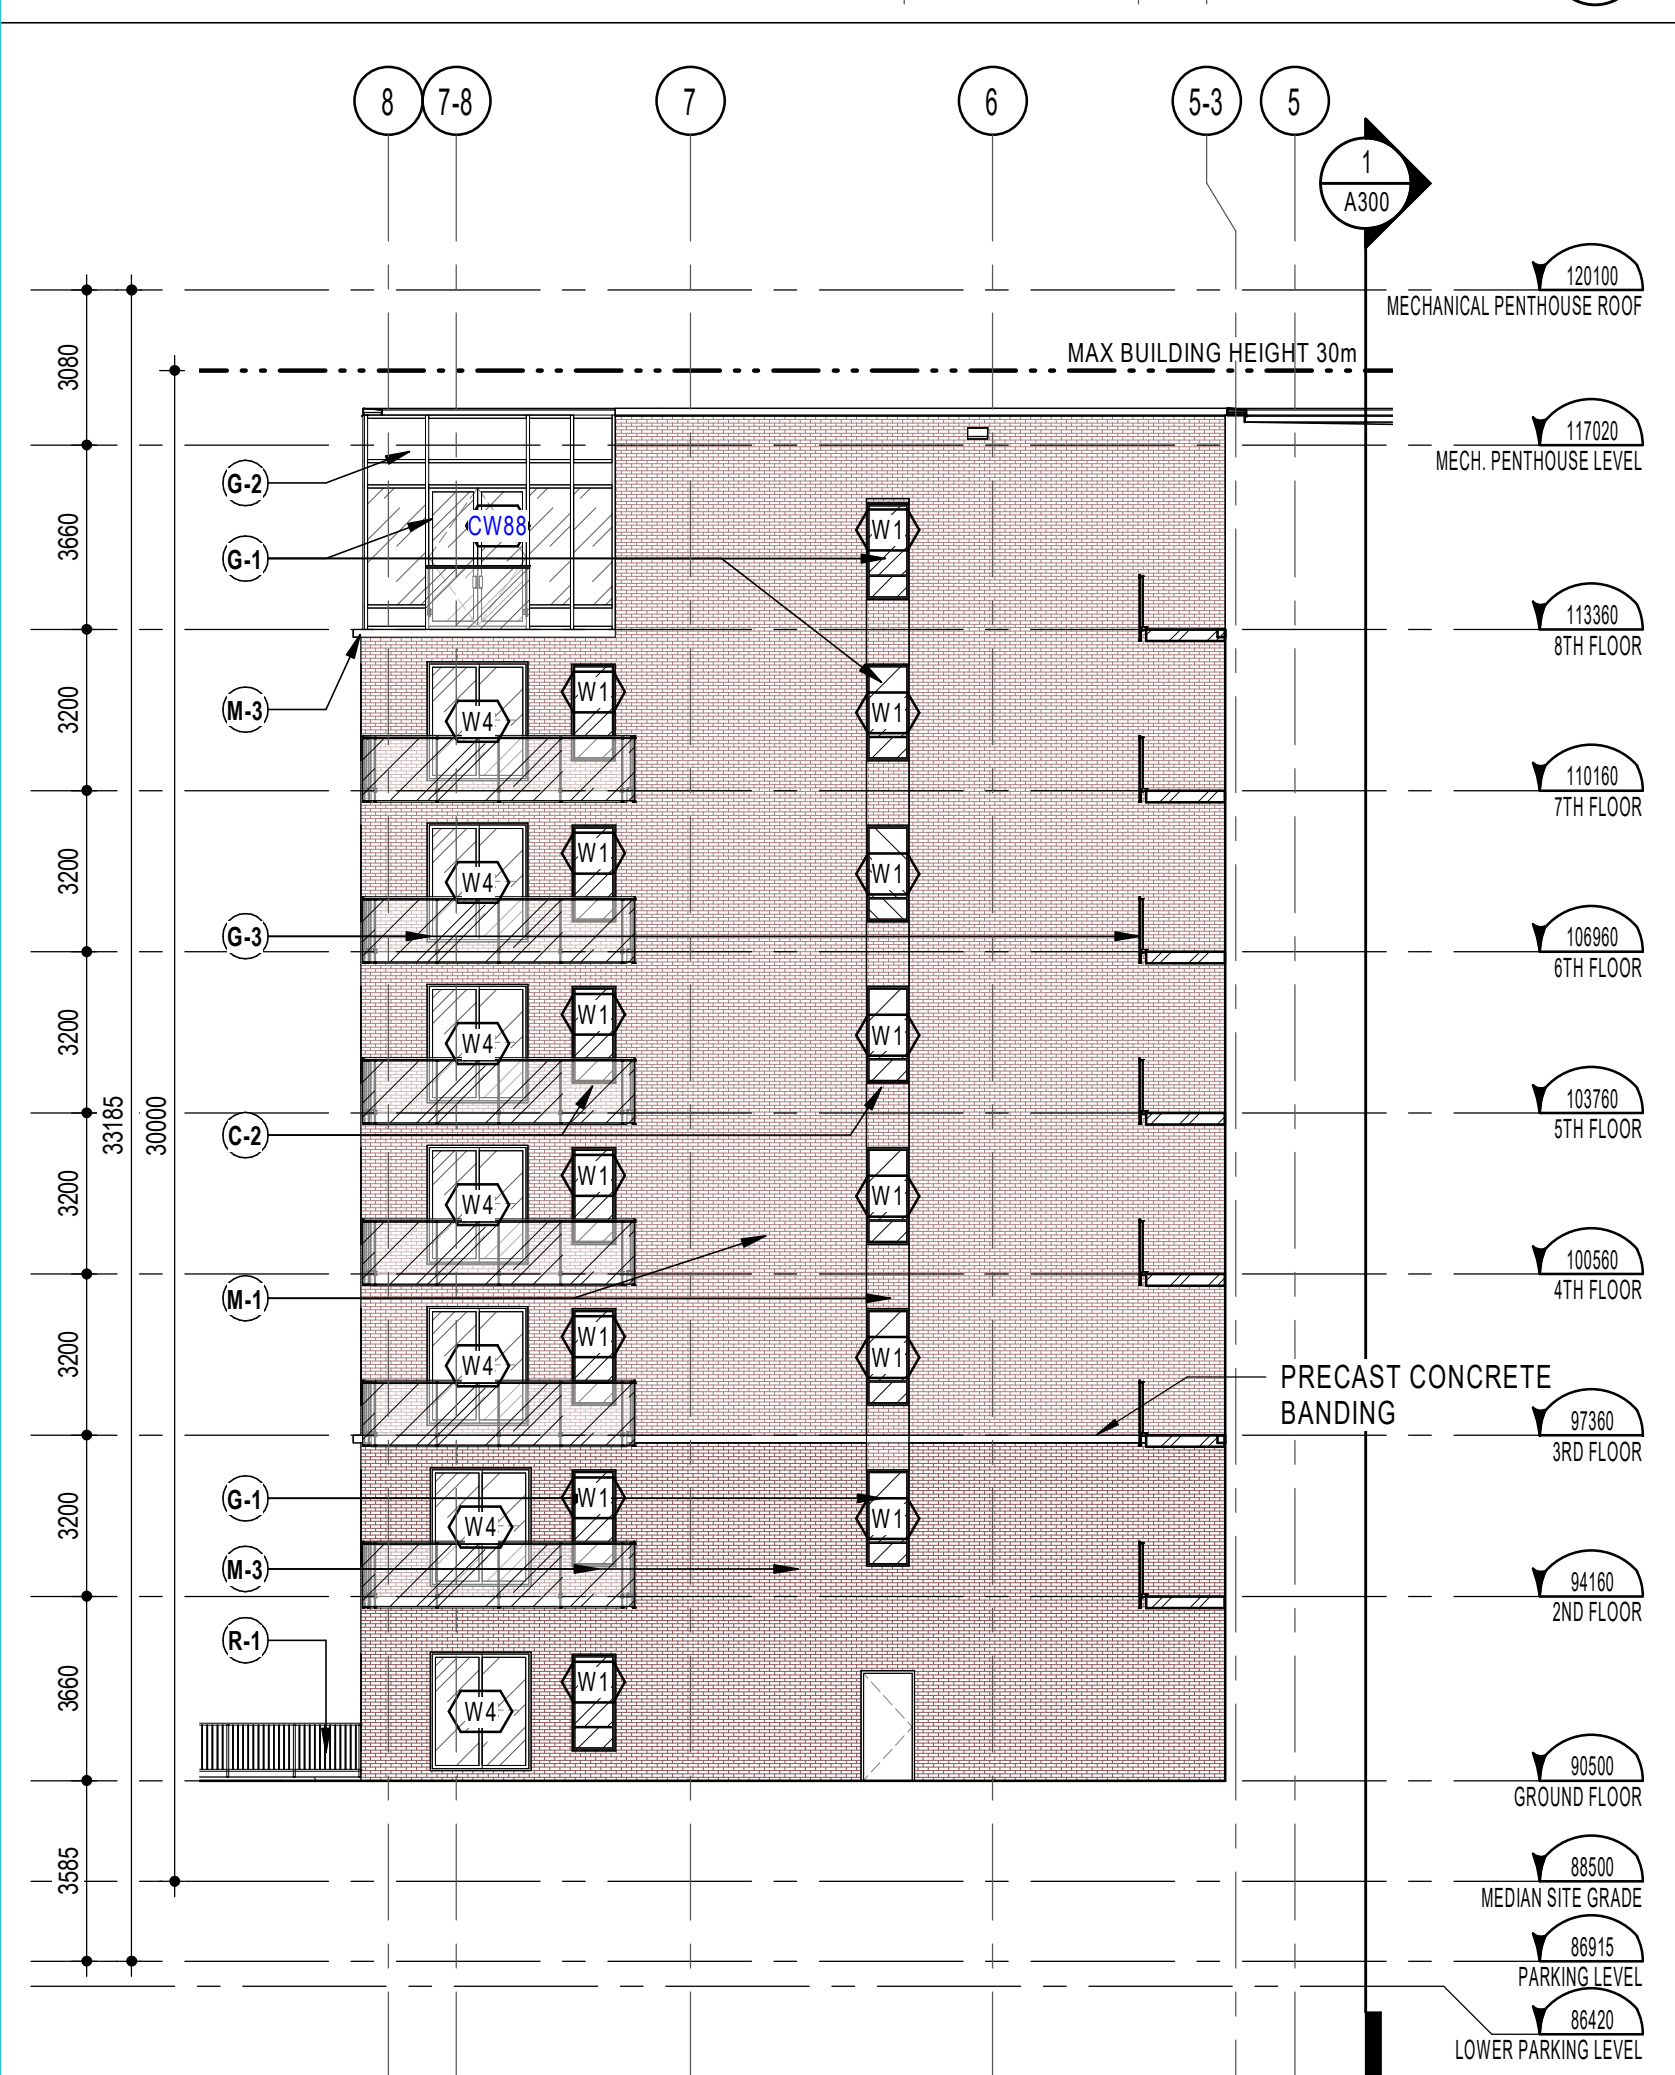 8
7-8
7
6
5-3
5
1
A300
120100
MECHANICAL PENTHOUSE ROOF
MAX BUILDING HEIGHT 30m
3080
117020
MECH. PENTHOUSE LEVEL
G-2
CW88
W1
3660
G-1
113360
8TH FLOOR
M-3
W4
W1
W1
3200
110160
7TH FLOOR
W4
W1
W1
3200
G-3
106960
6TH FLOOR
W4
W1
W1
3200
33185
30000
C-2
103760
5TH FLOOR
W4
W1
W1
3200
M-1
100560
4TH FLOOR
W4
W1
W1
3200
PRECAST CONCRETE
BANDING
97360
3RD FLOOR
G-1
W4
W1
W1
3200
M-3
94160
2ND FLOOR
R-1
W4
W1
3660
90500
GROUND FLOOR
3585
88500
MEDIAN SITE GRADE
86915
PARKING LEVEL
86420
LOWER PARKING LEVEL